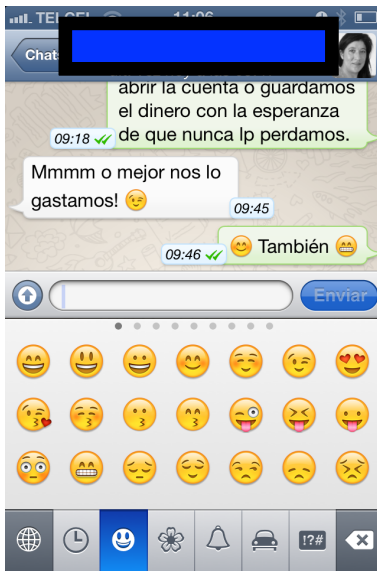 TELCEL 11:06
Chats
abrir la cuenta o guardamos
el dinero con la esperanza
de que nunca lp perdamos.
09:18
Mmmm o mejor nos lo
gastamos! 😉
09:45
09:46
😊 También 😁
Enviar
!?#